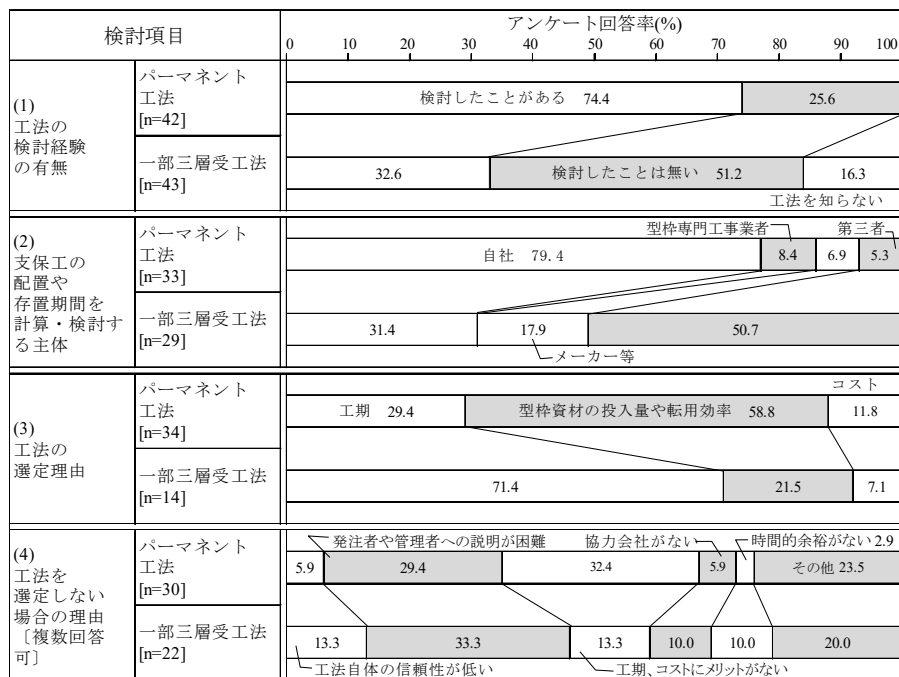 検討項目
アンケート回答率(%)
0 10 20 30 40 50 60 70 80 90 100
(1)
工法の
検討経験
の有無
パーマネント
工法
[n=42]
検討したことがある 74.4 25.6
一部三層受工法
[n=43]
32.6 検討したことは無い 51.2 16.3
工法を知らない
(2)
支保工の
配置や
存置期間を
計算・検討す
る主体
パーマネント
工法
[n=33]
型枠専門工事業者 第三者
自社 79.4 8.4 6.9 5.3
一部三層受工法
[n=29]
31.4 17.9 50.7
メーカー等
(3)
工法の
選定理由
パーマネント
工法
[n=34]
コスト
工期 29.4 型枠資材の投入量や転用効率 58.8 11.8
一部三層受工法
[n=14]
71.4 21.5 7.1
(4)
工法を
選定しない
場合の理由
〔複数回答
可〕
パーマネント
工法
[n=30]
発注者や管理者への説明が困難 協力会社がない 時間的余裕がない 2.9
5.9 29.4 32.4 5.9 その他 23.5
一部三層受工法
[n=22]
13.3 33.3 13.3 10.0 10.0 20.0
工法自体の信頼性が低い 工期、コストにメリットがない